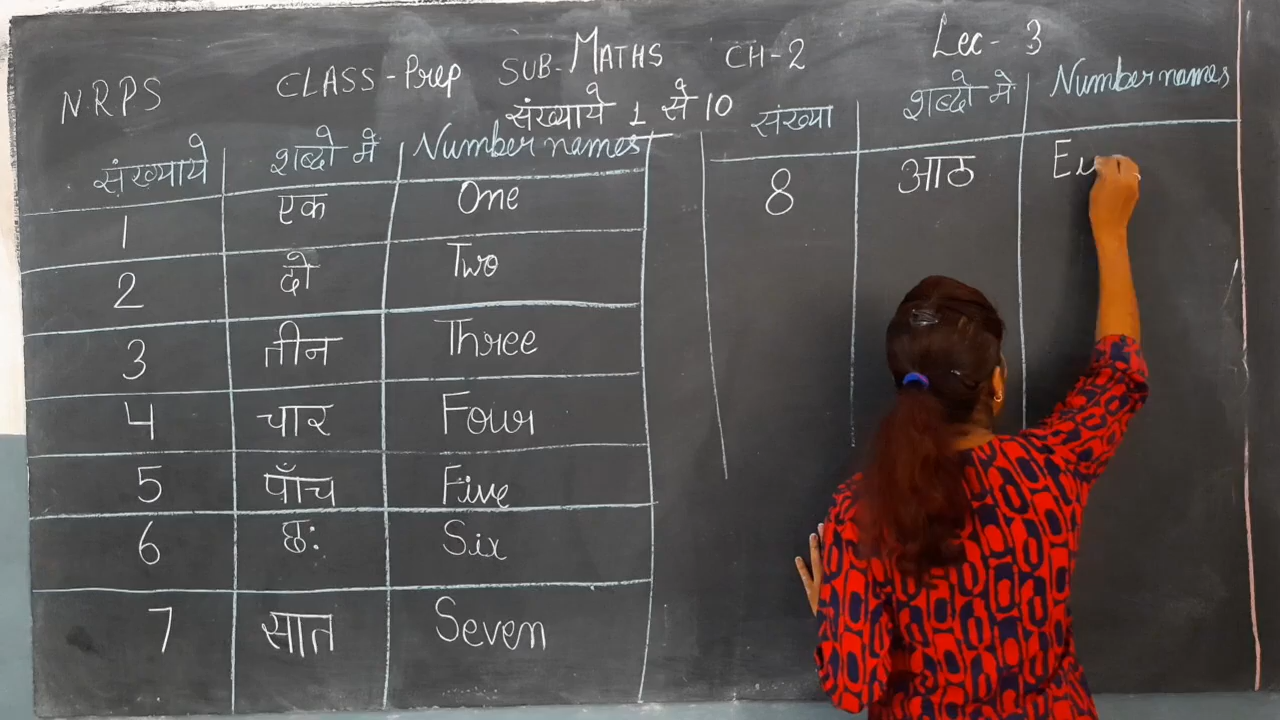 N.R.P.S CLASS-Prep SUB-MATHS CH-2 Lec-3
संख्याये 1 से 10
संख्याये शब्दो में Number names
1 एक One
2 दो Two
3 तीन Three
4 चार Four
5 पाँच Five
6 छः Six
7 सात Seven
संख्या शब्दो में Number names
8 आठ